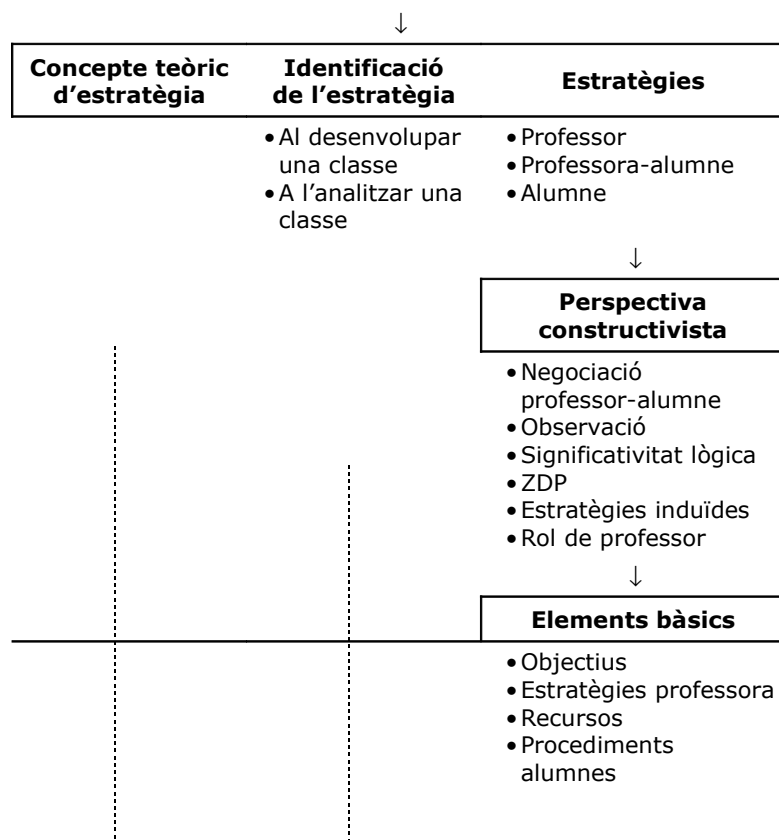 ↓
Concepte teòric
d'estratègia
Identificació
de l'estratègia
Estratègies
• Al desenvolupar
una classe
• A l'analitzar una
classe
• Professor
• Professora-alumne
• Alumne
↓
Perspectiva
constructivista
• Negociació
professor-alumne
• Observació
• Significativitat lògica
• ZDP
• Estratègies induïdes
• Rol de professor
↓
Elements bàsics
• Objectius
• Estratègies professora
• Recursos
• Procediments
alumnes